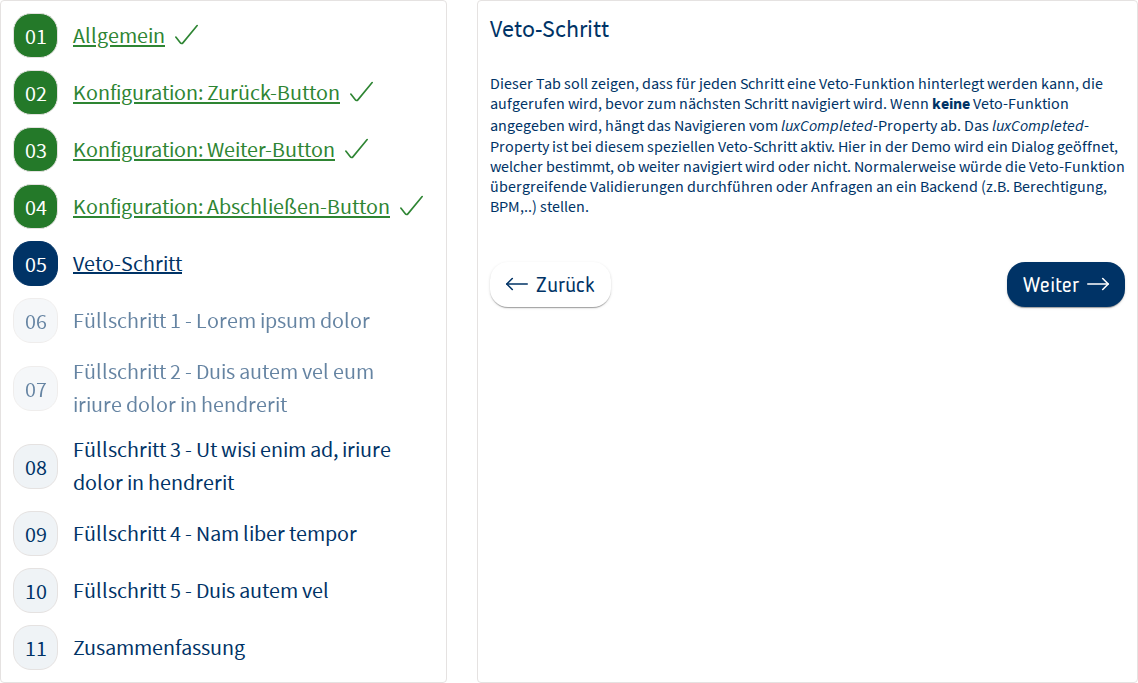 01 Allgemein
02 Konfiguration: Zurück-Button
03 Konfiguration: Weiter-Button
04 Konfiguration: Abschließen-Button
05 Veto-Schritt
06 Füllschritt 1 - Lorem ipsum dolor
07 Füllschritt 2 - Duis autem vel eum
iriure dolor in hendrerit
08 Füllschritt 3 - Ut wisi enim ad, iriure
dolor in hendrerit
09 Füllschritt 4 - Nam liber tempor
10 Füllschritt 5 - Duis autem vel
11 Zusammenfassung
Veto-Schritt
Dieser Tab soll zeigen, dass für jeden Schritt eine Veto-Funktion hinterlegt werden kann, die
aufgerufen wird, bevor zum nächsten Schritt navigiert wird. Wenn keine Veto-Funktion
angegeben wird, hängt das Navigieren vom luxCompleted-Property ab. Das luxCompleted-
Property ist bei diesem speziellen Veto-Schritt aktiv. Hier in der Demo wird ein Dialog geöffnet,
welcher bestimmt, ob weiter navigiert wird oder nicht. Normalerweise würde die Veto-Funktion
übergreifende Validierungen durchführen oder Anfragen an ein Backend (z.B. Berechtigung,
BPM,..) stellen.
Zurück
Weiter